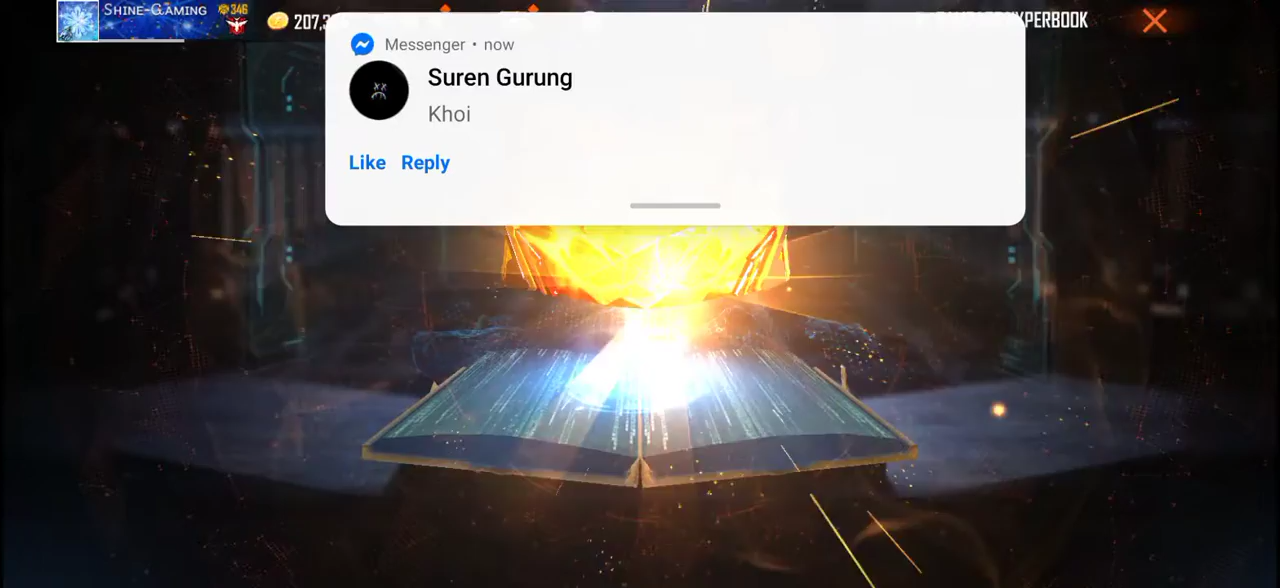 SHINE-GAMING
346
Messenger • now
Suren Gurung
Khoi
Like Reply